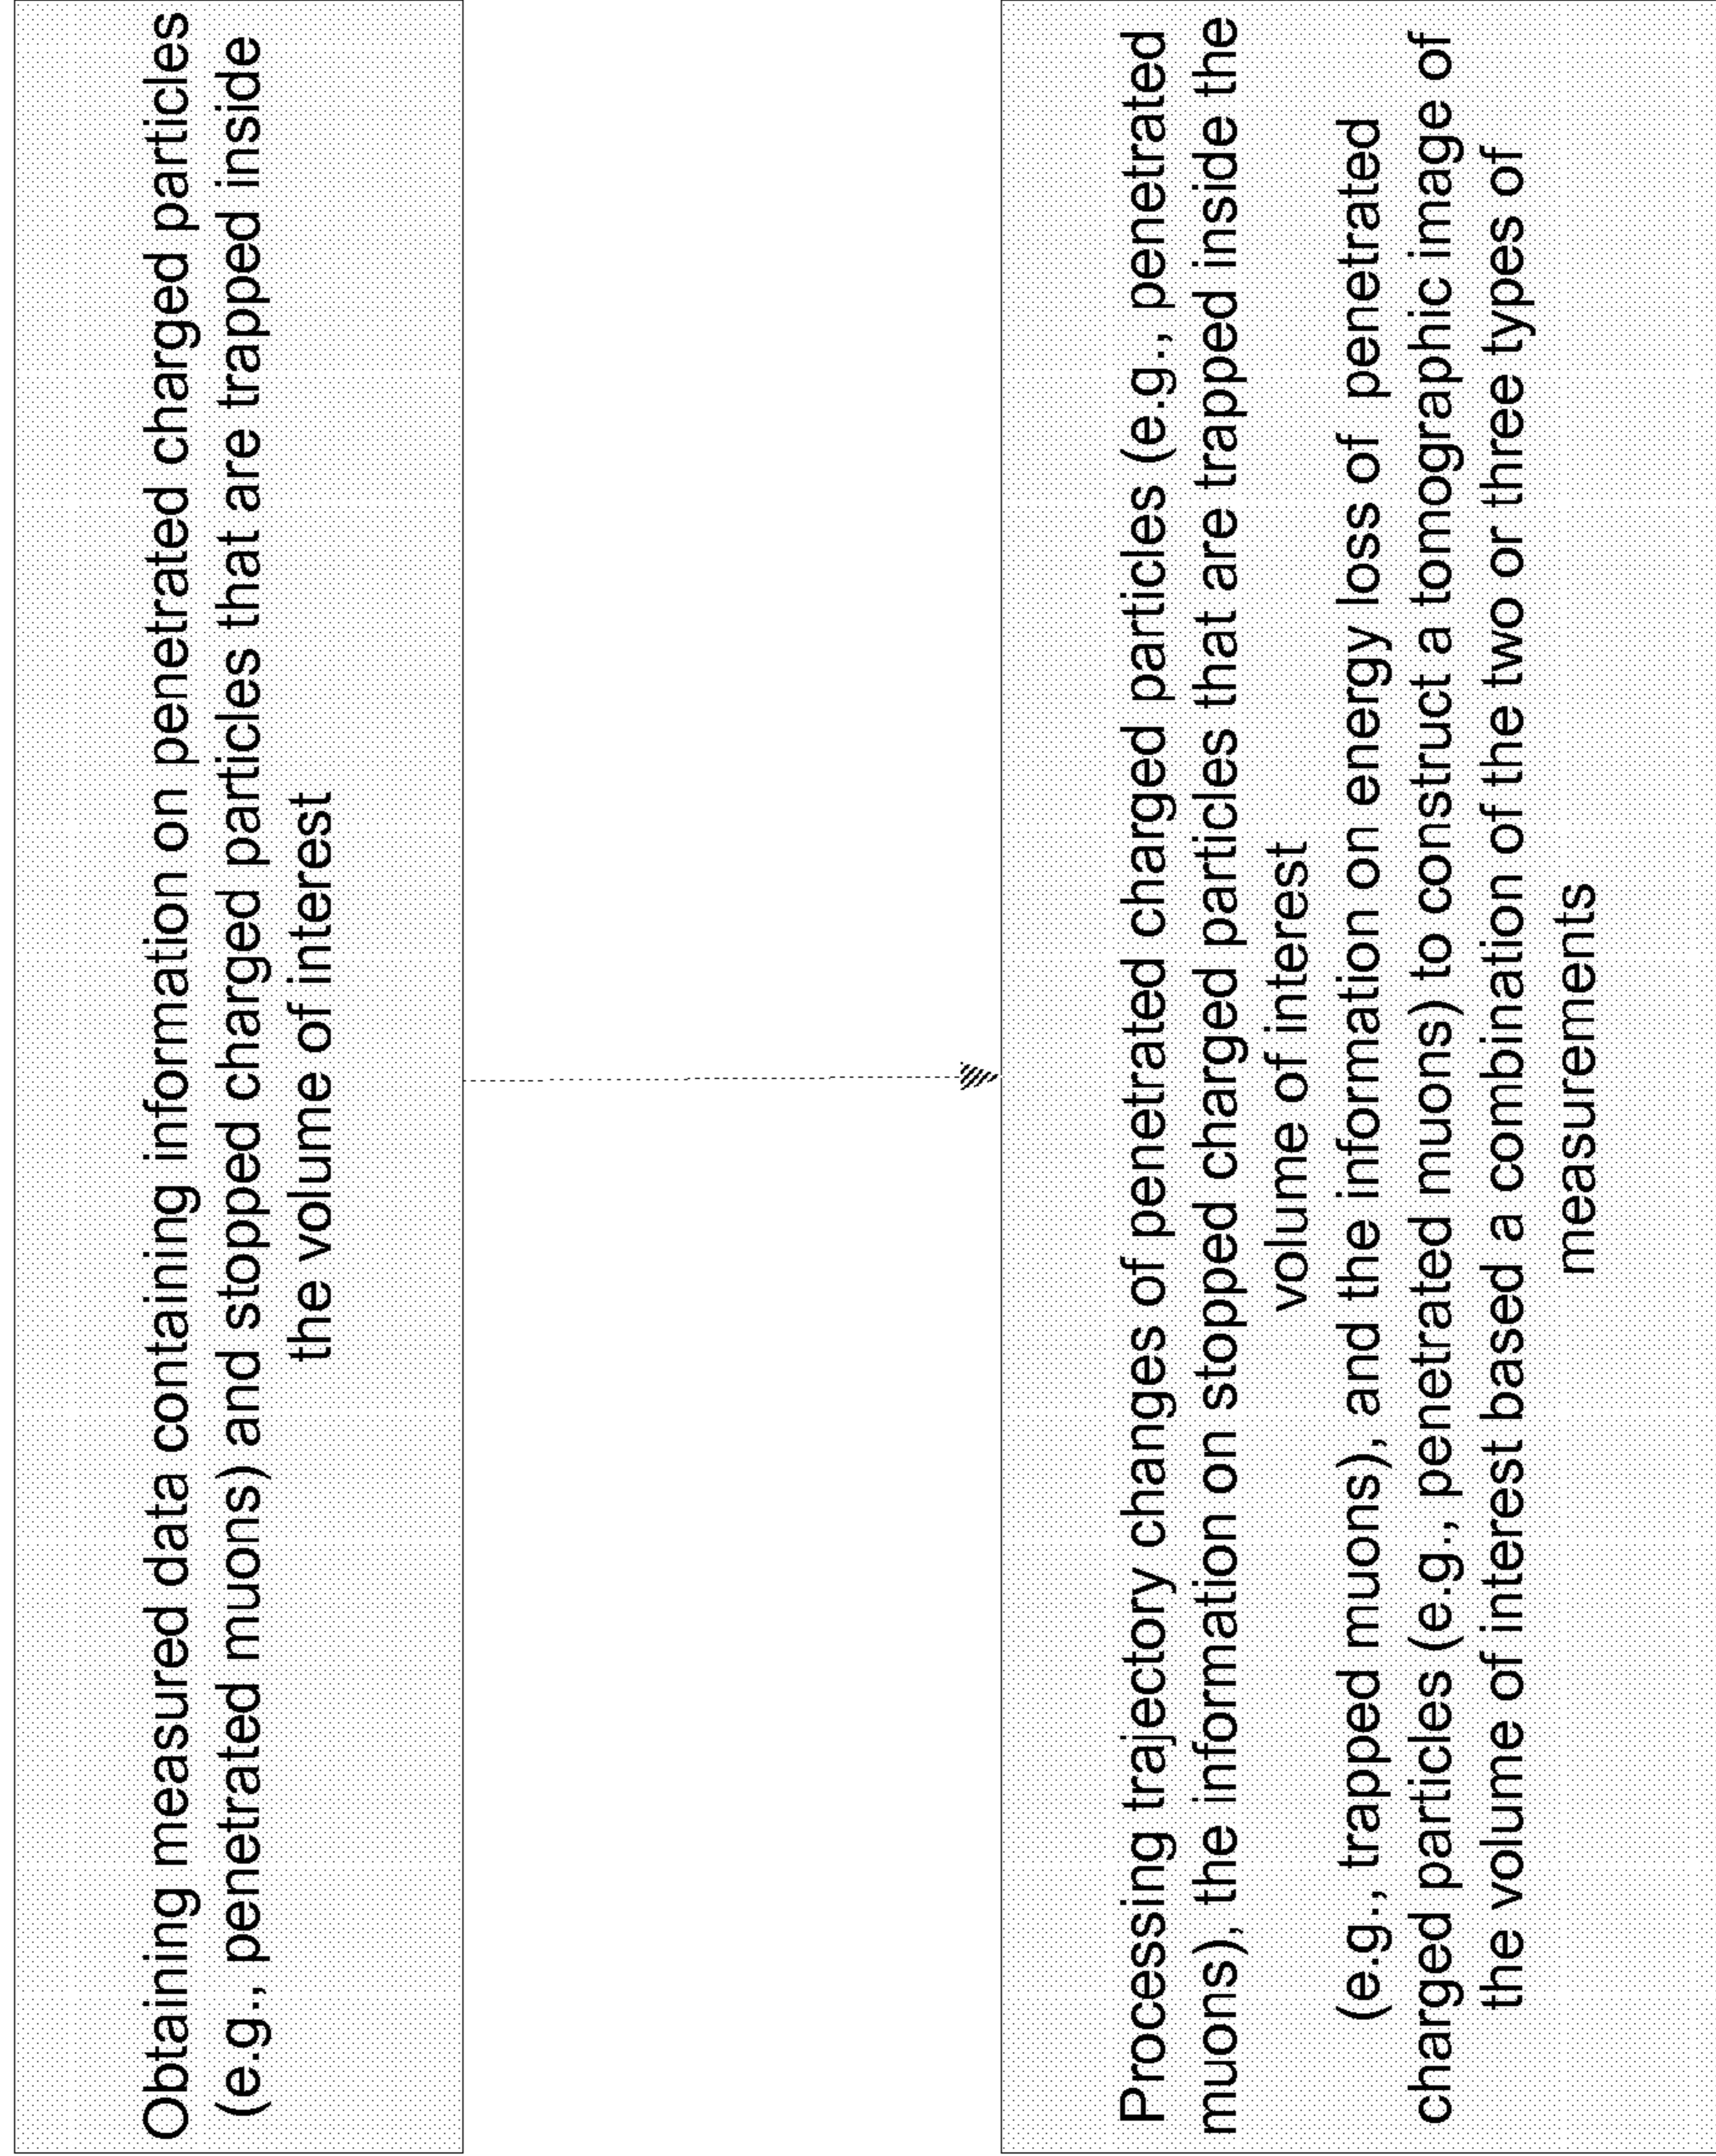 Obtaining measured data containing information on penetrated charged particles
(e.g., penetrated muons) and stopped charged particles that are trapped inside
the volume of interest
Processing trajectory changes of penetrated charged particles (e.g., penetrated
muons), the information on stopped charged particles that are trapped inside the
volume of interest
(e.g., trapped muons), and the information on energy loss of penetrated
charged particles (e.g., penetrated muons) to construct a tomographic image of
the volume of interest based a combination of the two or three types of
measurements